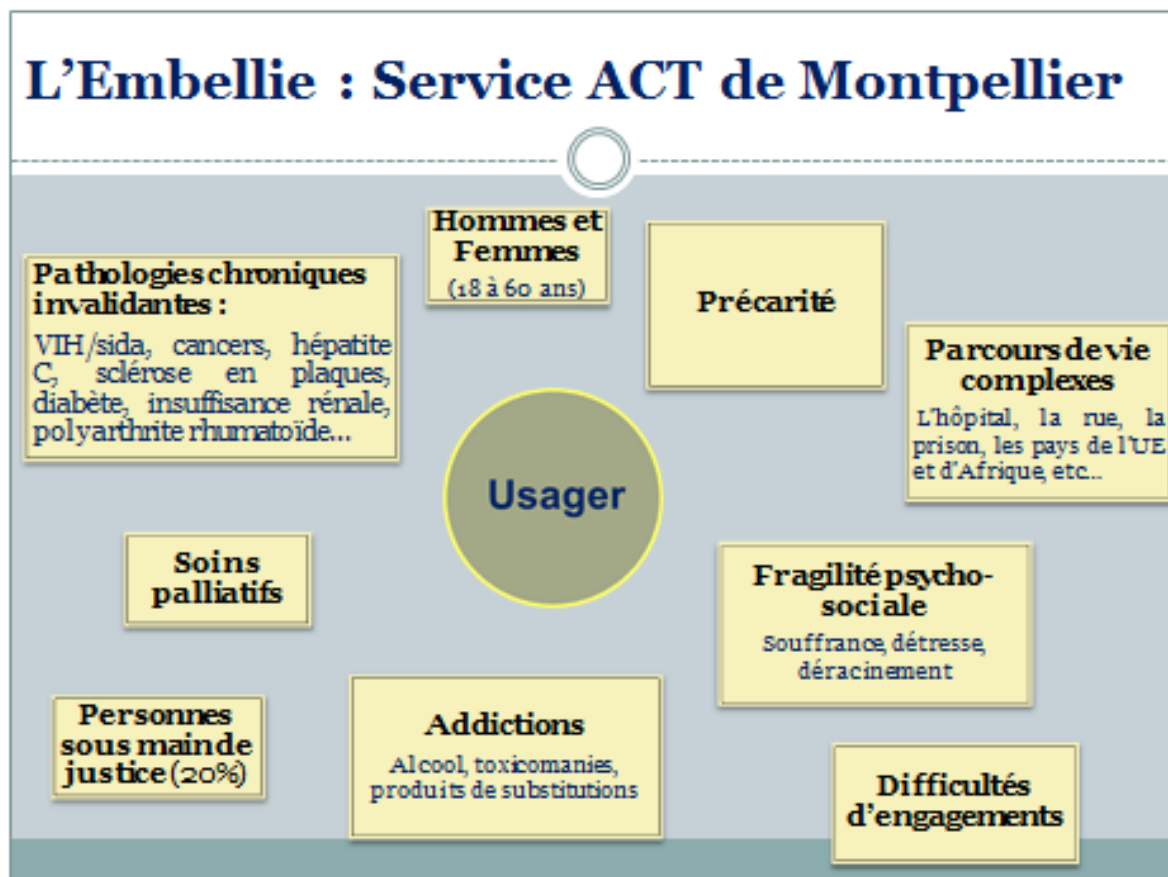 L'Embellie : Service ACT de Montpellier
Hommes et
Femmes
(18 à 60 ans)
Pathologies chroniques
invalidantes :
VIH/sida, cancers, hépatite
C, sclérose en plaques,
diabète, insuffisance rénale,
polyarthrite rhumatoïde...
Précarité
Parcours de vie
complexes
L'hôpital, la rue, la
prison, les pays de l'UE
et d'Afrique, etc...
Usager
Soins
palliatifs
Fragilité psycho-
sociale
Souffrance, détresse,
déracinement
Personnes
sous main de
justice (20%)
Addictions
Alcool, toxicomanies,
produits de substitutions
Difficultés
d'engagements